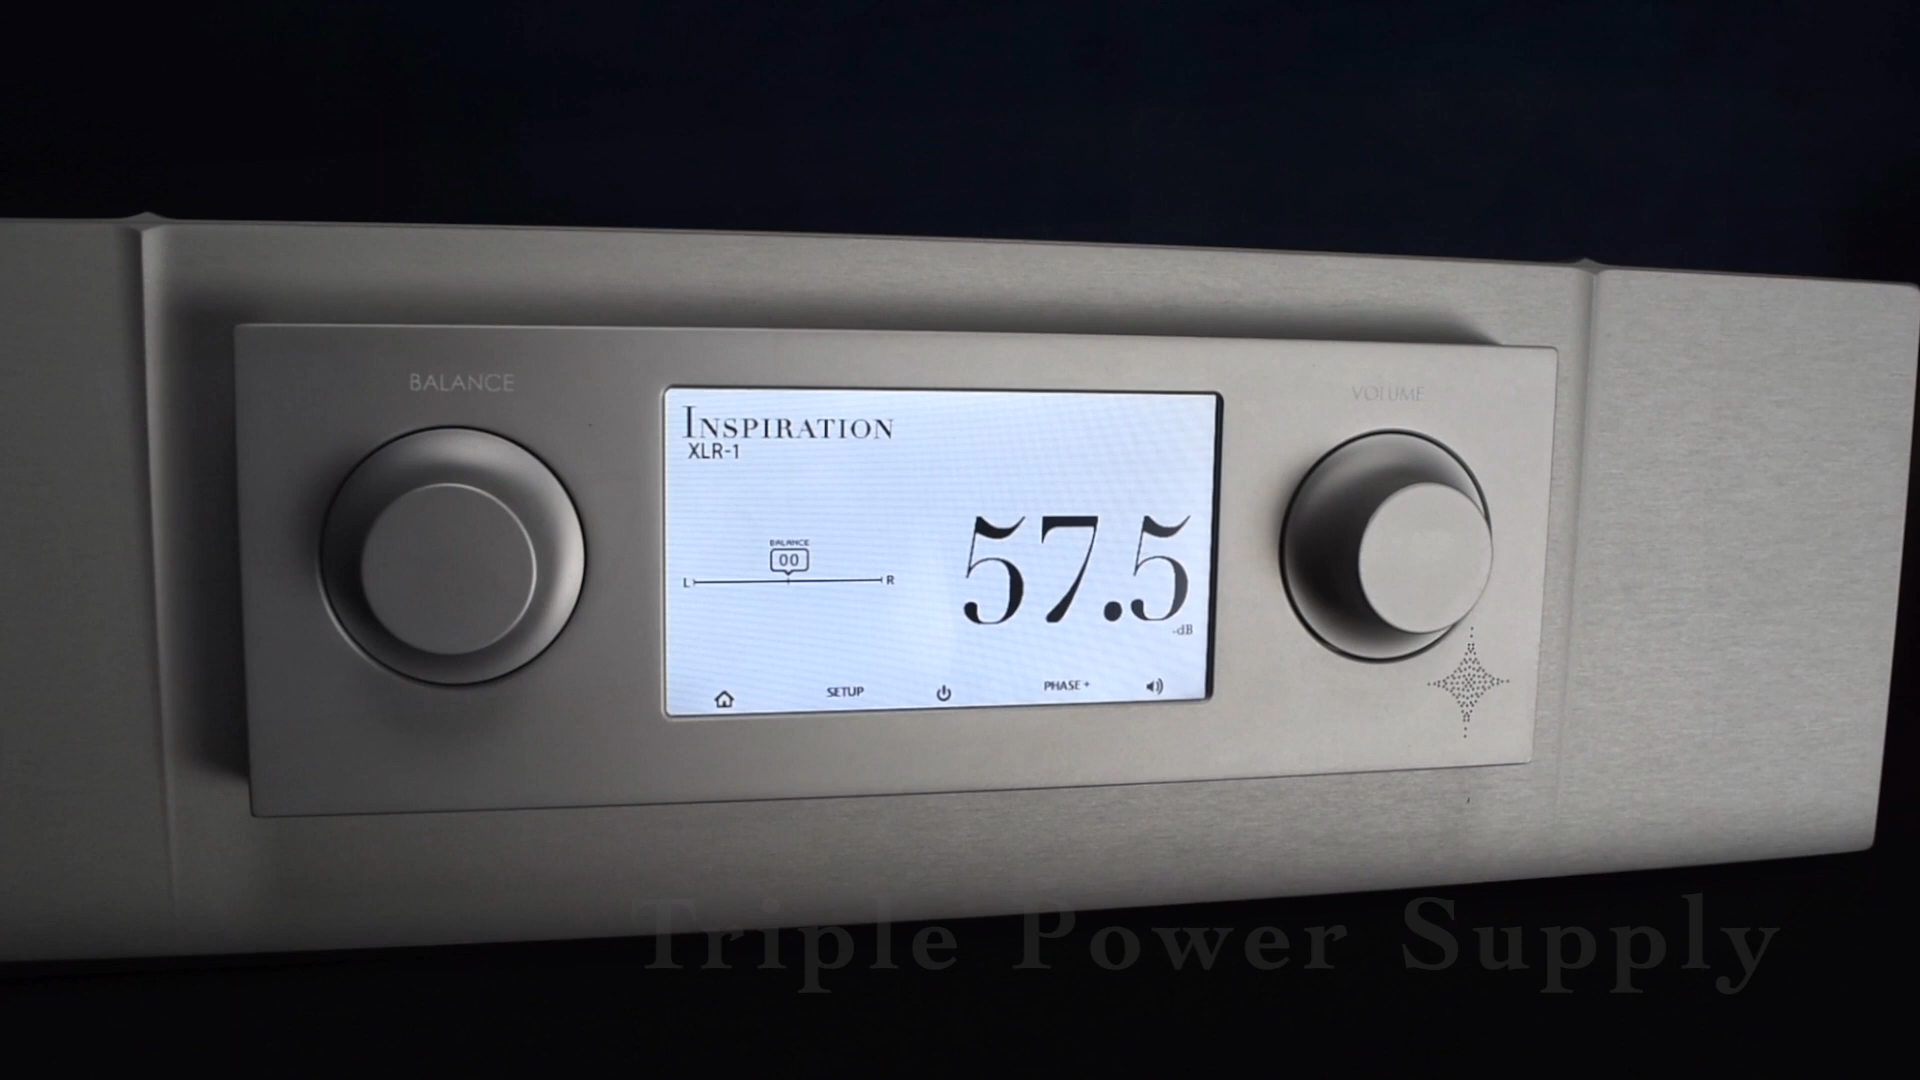 BALANCE
VOLUME
INSPIRATION
XLR-1
BALANCE
00
L
R
57.5
-dB
SETUP
PHASE +
Triple Power Supply